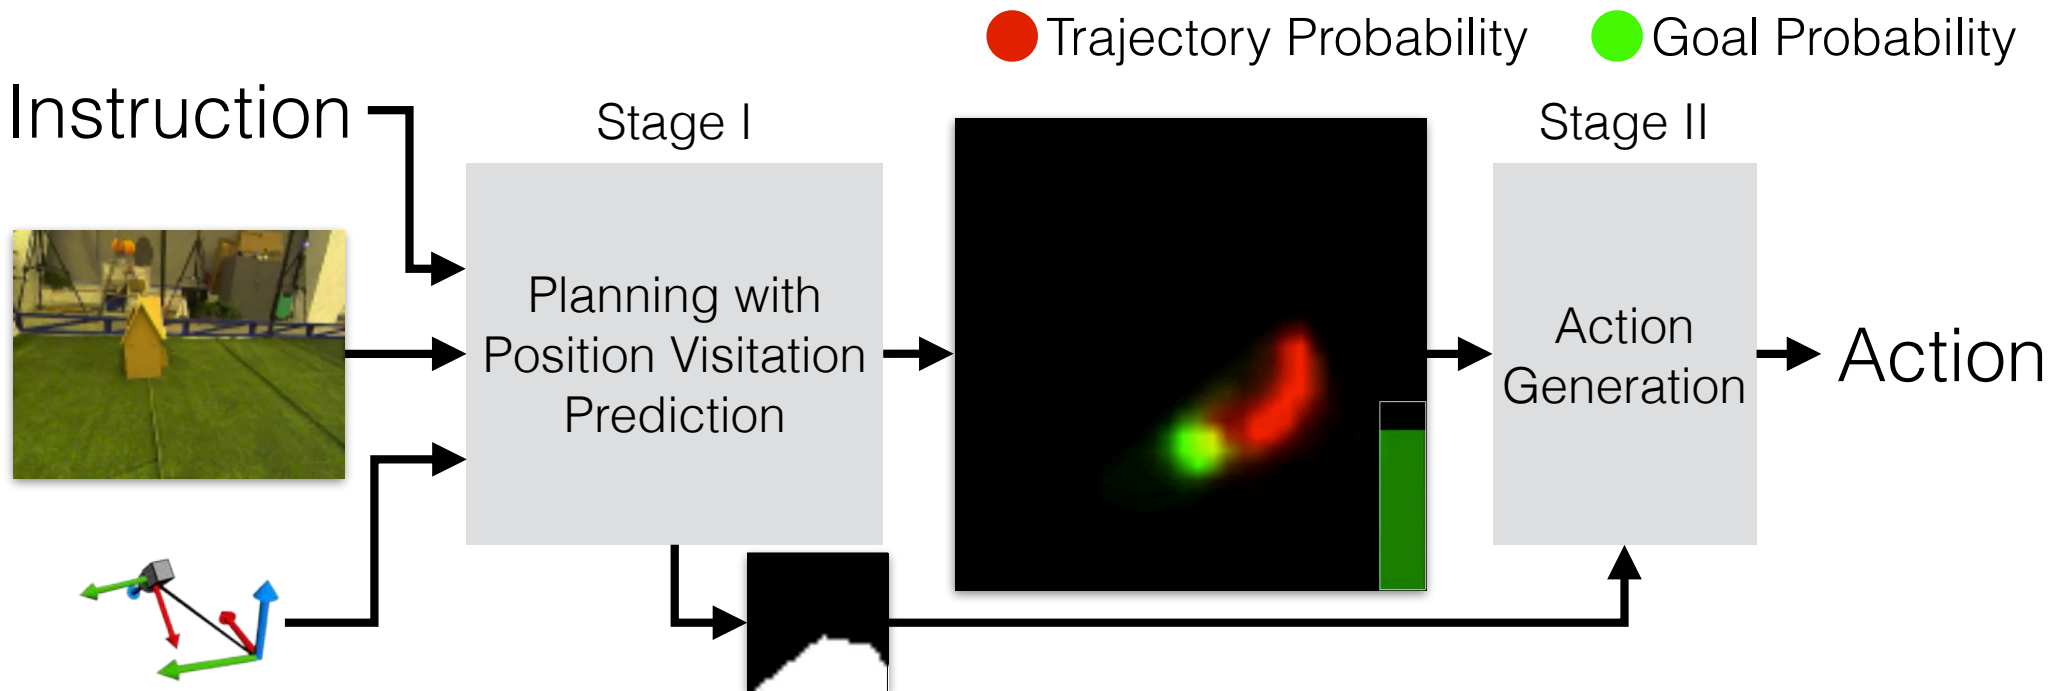 Trajectory Probability
Goal Probability
Instruction
Stage I
Stage II
Planning with
Position Visitation
Prediction
Action
Generation
Action